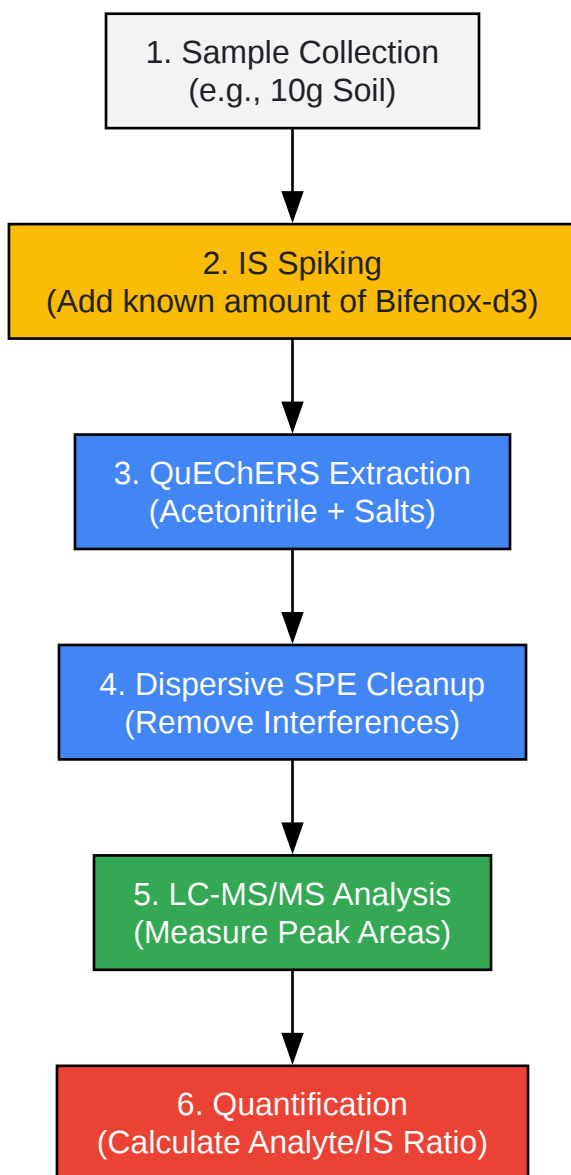 1. Sample Collection
(e.g., 10g Soil)
2. IS Spiking
(Add known amount of Bifenox-d3)
3. QuEChERS Extraction
(Acetonitrile + Salts)
4. Dispersive SPE Cleanup
(Remove Interferences)
5. LC-MS/MS Analysis
(Measure Peak Areas)
6. Quantification
(Calculate Analyte/IS Ratio)